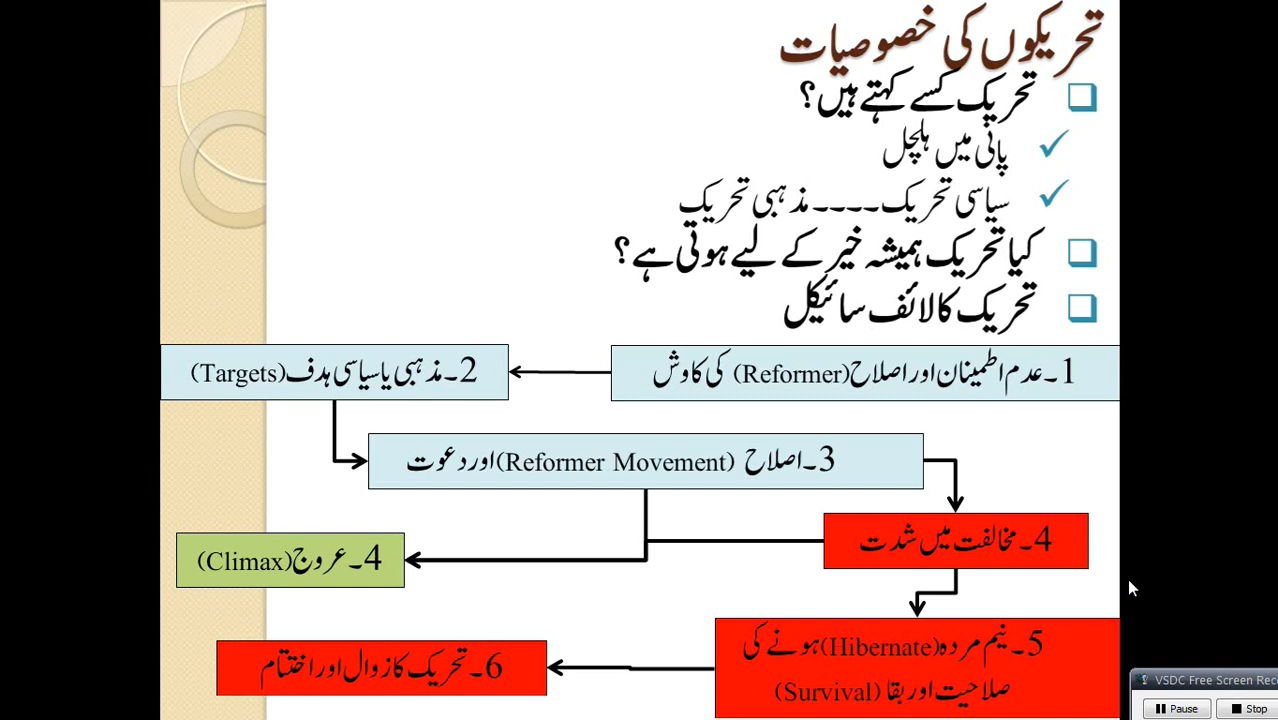 تحریکوں کی خصوصیات
تحریک کسے کہتے ہیں؟
پانی میں ہلچل
سیاسی تحریک۔۔۔۔مذہبی تحریک
کیا تحریک ہمیشہ خیر کے لیے ہوتی ہے؟
تحریک کا لائف سائیکل
1۔عدم اطمینان اور اصلاح(Reformer) کی کاوش
2۔مذہبی یا سیاسی ہدف(Targets)
3۔اصلاح (Reformer Movement)اور دعوت
4۔مخالفت میں شدت
4۔عروج(Climax)
5۔نیم مردہ(Hibernate)ہونے کی
صلاحیت اور بقا (Survival)
6۔تحریک کا زوال اور اختتام
VSDC Free Screen Rec
Pause
Stop